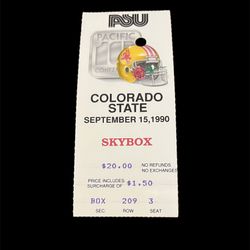 PACIFIC
10
COLORADO
STATE
SEPTEMBER 15,1990
SKYBOX
$20.00 NO REFUNDS
NO EXCHANGES
PRICE INCLUDES
SURCHARGE OF $1.50
BOX 209 3
SEC ROW SEAT